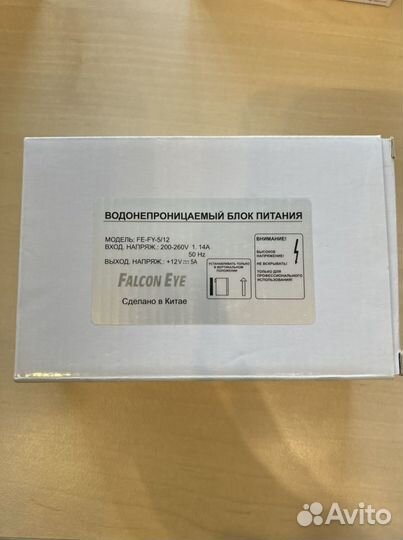 ВОДОНЕПРОНИЦАЕМЫЙ БЛОК ПИТАНИЯ
МОДЕЛЬ: FE-FY-5/12
ВХОД. НАПРЯЖ.: 200-260V 1. 14A
50 Hz
ВЫХОД. НАПРЯЖ.: +12V 5A
FALCON EYE
Сделано в Китае
УСТАНАВЛИВАТЬ ТОЛЬКО
В ВЕРТИКАЛЬНОМ
ПОЛОЖЕНИИ
ВНИМАНИЕ!
ВЫСОКОЕ
НАПРЯЖЕНИЕ!
НЕ ВСКРЫВАТЬ!
ТОЛЬКО ДЛЯ
ПРОФЕССИОНАЛЬНОГО
ИСПОЛЬЗОВАНИЯ!
Avito